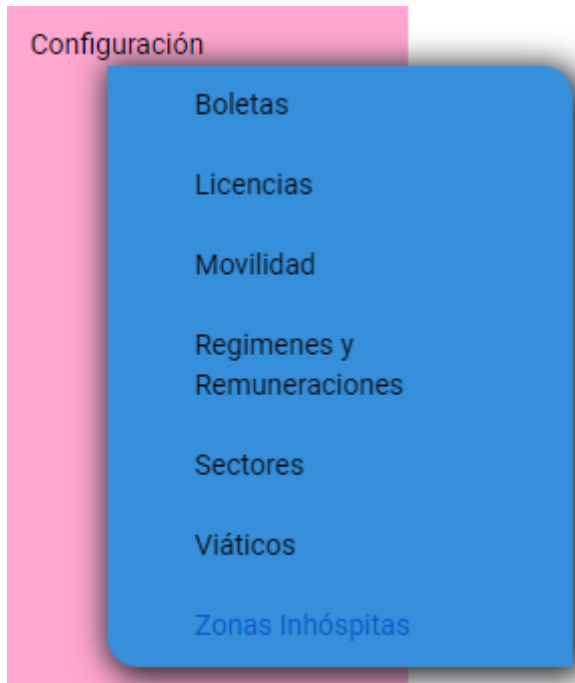 Configuración
Boletas
Licencias
Movilidad
Regimenes y
Remuneraciones
Sectores
Viáticos
Zonas Inhóspitas